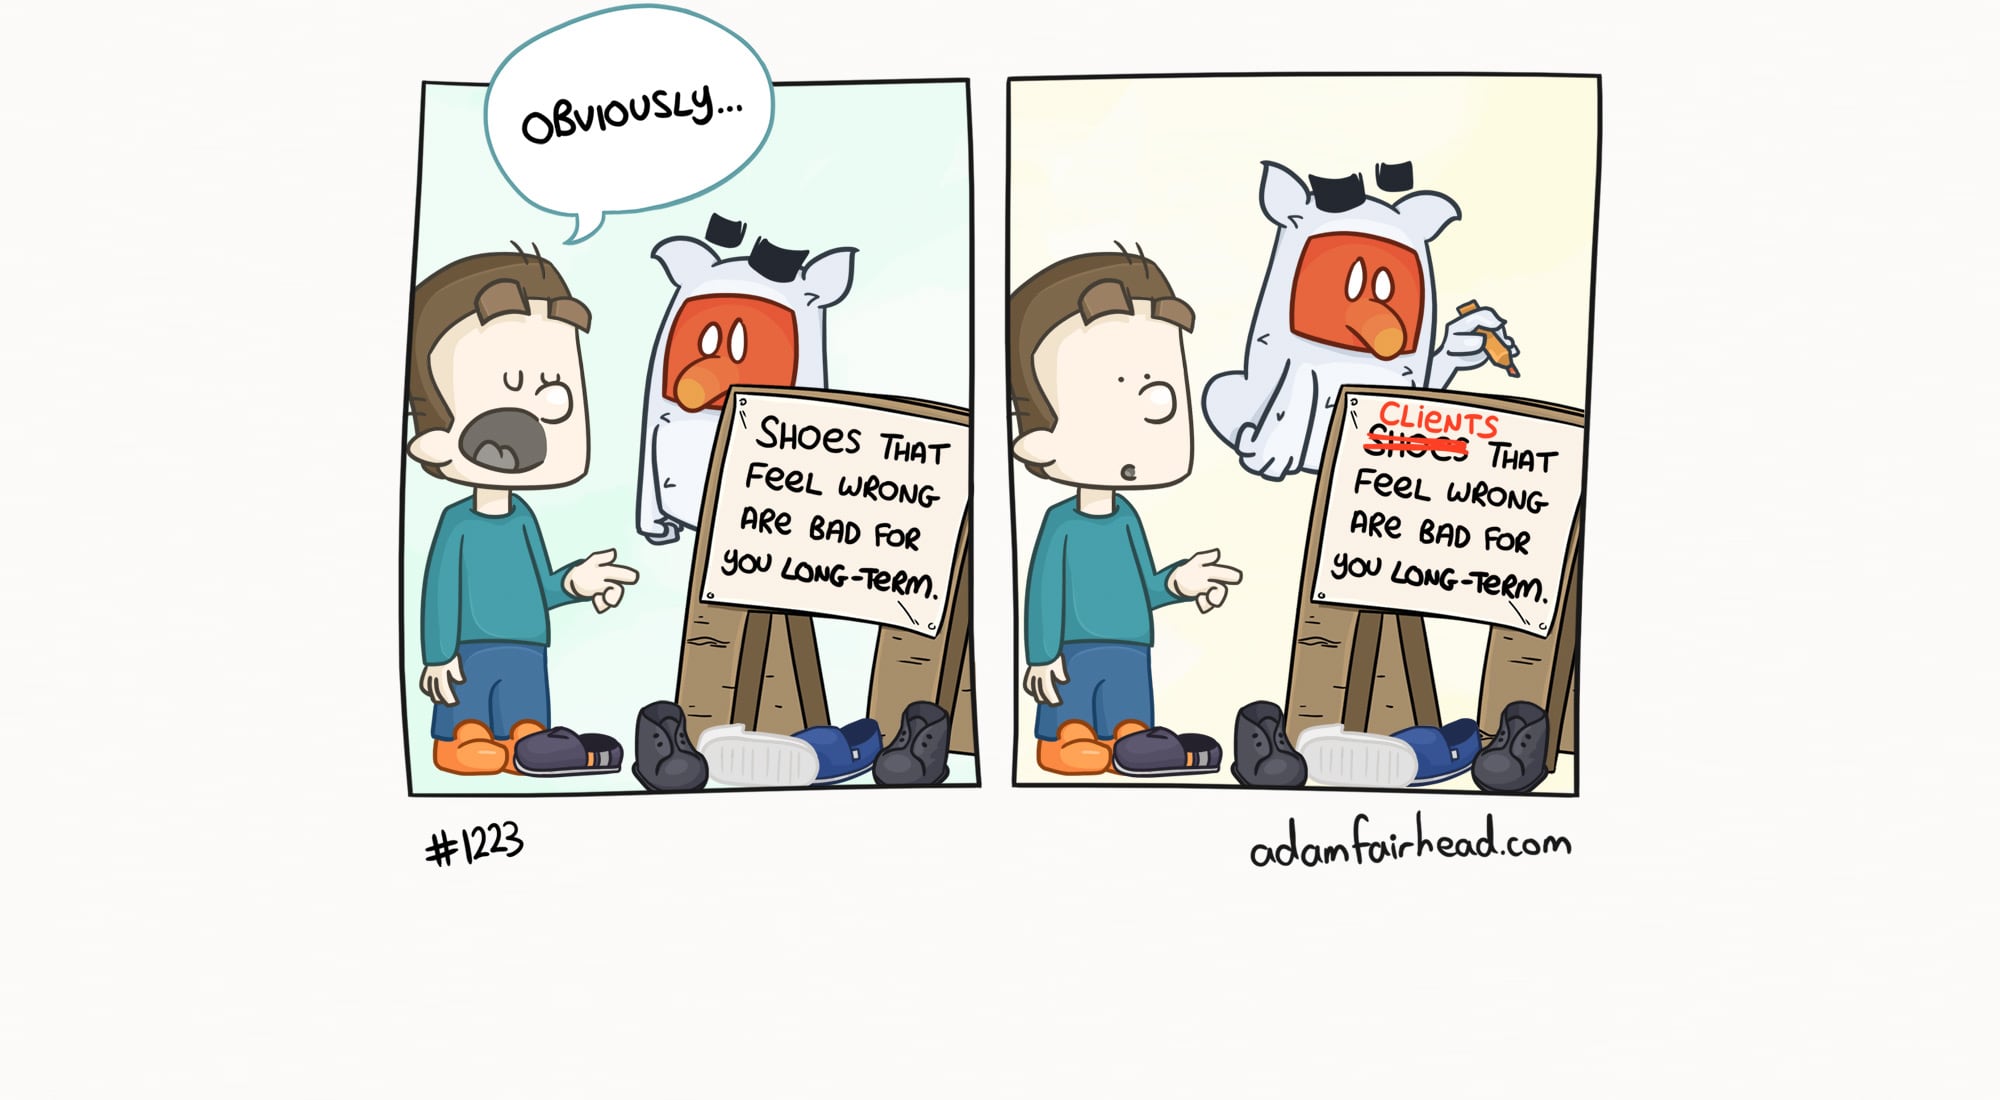 OBVIOUSLY...
SHOES THAT
FEEL WRONG
ARE BAD FOR
YOU LONG-TERM.
CLIENTS
SHOES THAT
FEEL WRONG
ARE BAD FOR
YOU LONG-TERM.
#1223
adamfairhead.com